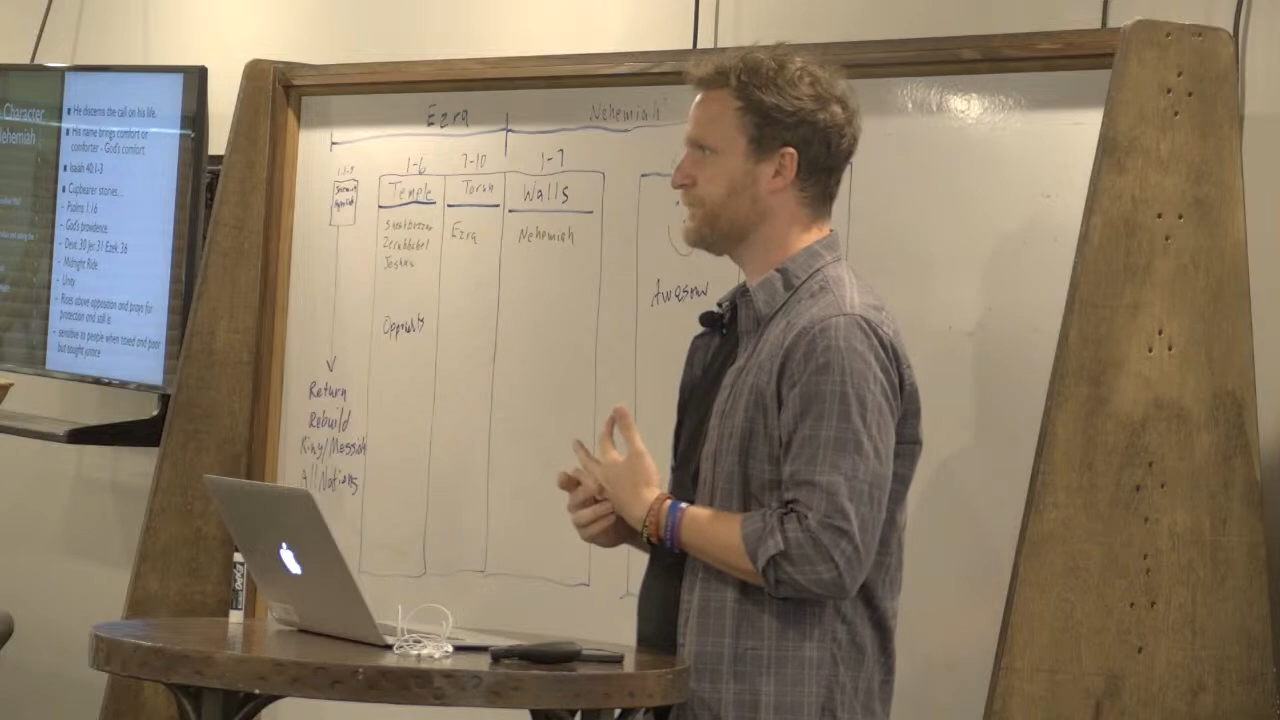 Character
Nehemiah
■ He discerns the call on his life.
■ His name brings comfort or
comforter - God's comfort.
■ Isaiah 40:1-3
■ Cupbearer stories...
- Psalms 1:16
- God's providence.
- Deut. 30 Jer. 31 Ezek. 36
- Midnight Ride.
- Unity
- Rises above opposition and prays for
protection and still is
- sensitive to people when taxed and poor
but sought justice
Ezra
Nehemiah
1-6
7-10
1-7
Temple
Torah
Walls
Zerubbabel
Joshua
Ezra
Nehemiah
Awesome
Return
Rebuild
King/Messiah
All Nations
EXPO